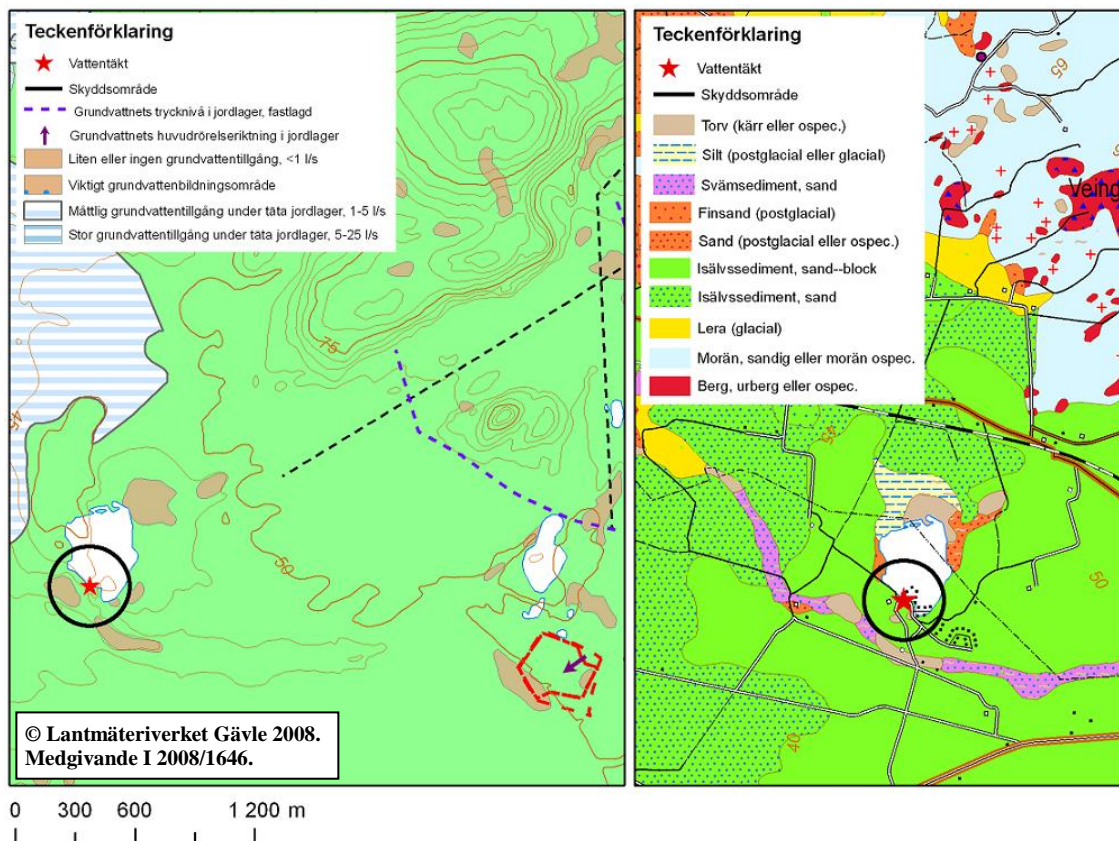 Teckenförklaring
Vattentäkt
Skyddsområde
Grundvattnets trycknivå i jordlager, fastlagd
Grundvattnets huvudrörelseriktning i jordlager
Liten eller ingen grundvattentillgång, <1 l/s
Viktigt grundvattenbildningsområde
Måttlig grundvattentillgång under täta jordlager, 1-5 l/s
Stor grundvattentillgång under täta jordlager, 5-25 l/s
75
45
50
© Lantmäteriverket Gävle 2008.
Medgivande I 2008/1646.
0 300 600 1 200 m
Teckenförklaring
Vattentäkt
Skyddsområde
Torv (kärr eller ospec.)
Silt (postglacial eller glacial)
Svämsediment, sand
Finsand (postglacial)
Sand (postglacial eller ospec.)
Isälvssediment, sand--block
Isälvssediment, sand
Lera (glacial)
Morän, sandig eller morän ospec.
Berg, urberg eller ospec.
65
Veing
45
50
40